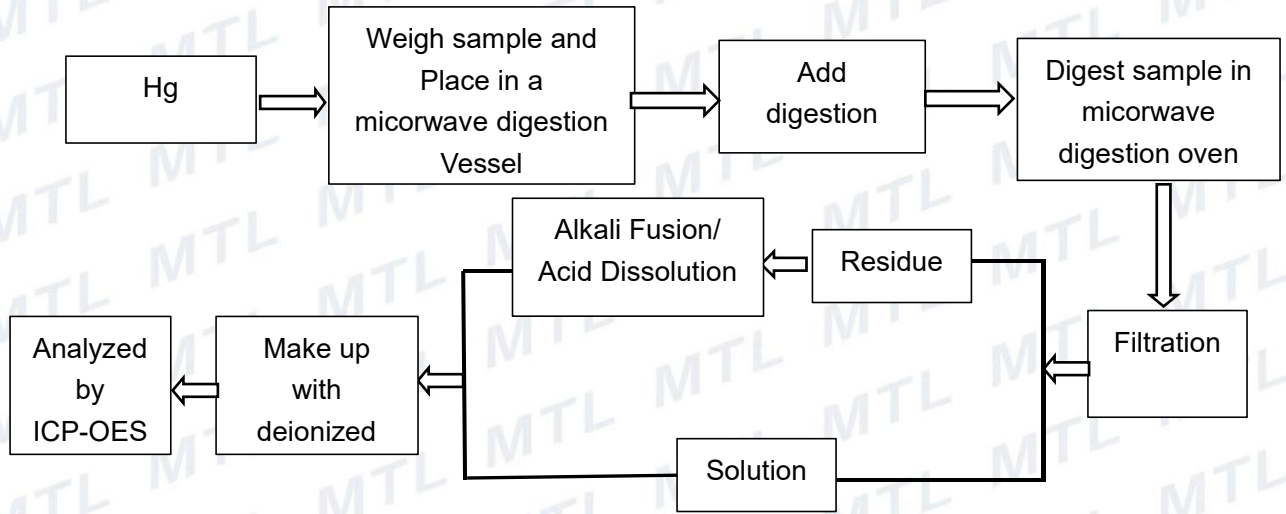 Hg
Weigh sample and
Place in a
micorwave digestion
Vessel
Add
digestion
Digest sample in
micorwave
digestion oven
Filtration
Residue
Alkali Fusion/
Acid Dissolution
Solution
Make up
with
deionized
Analyzed
by
ICP-OES
MTL